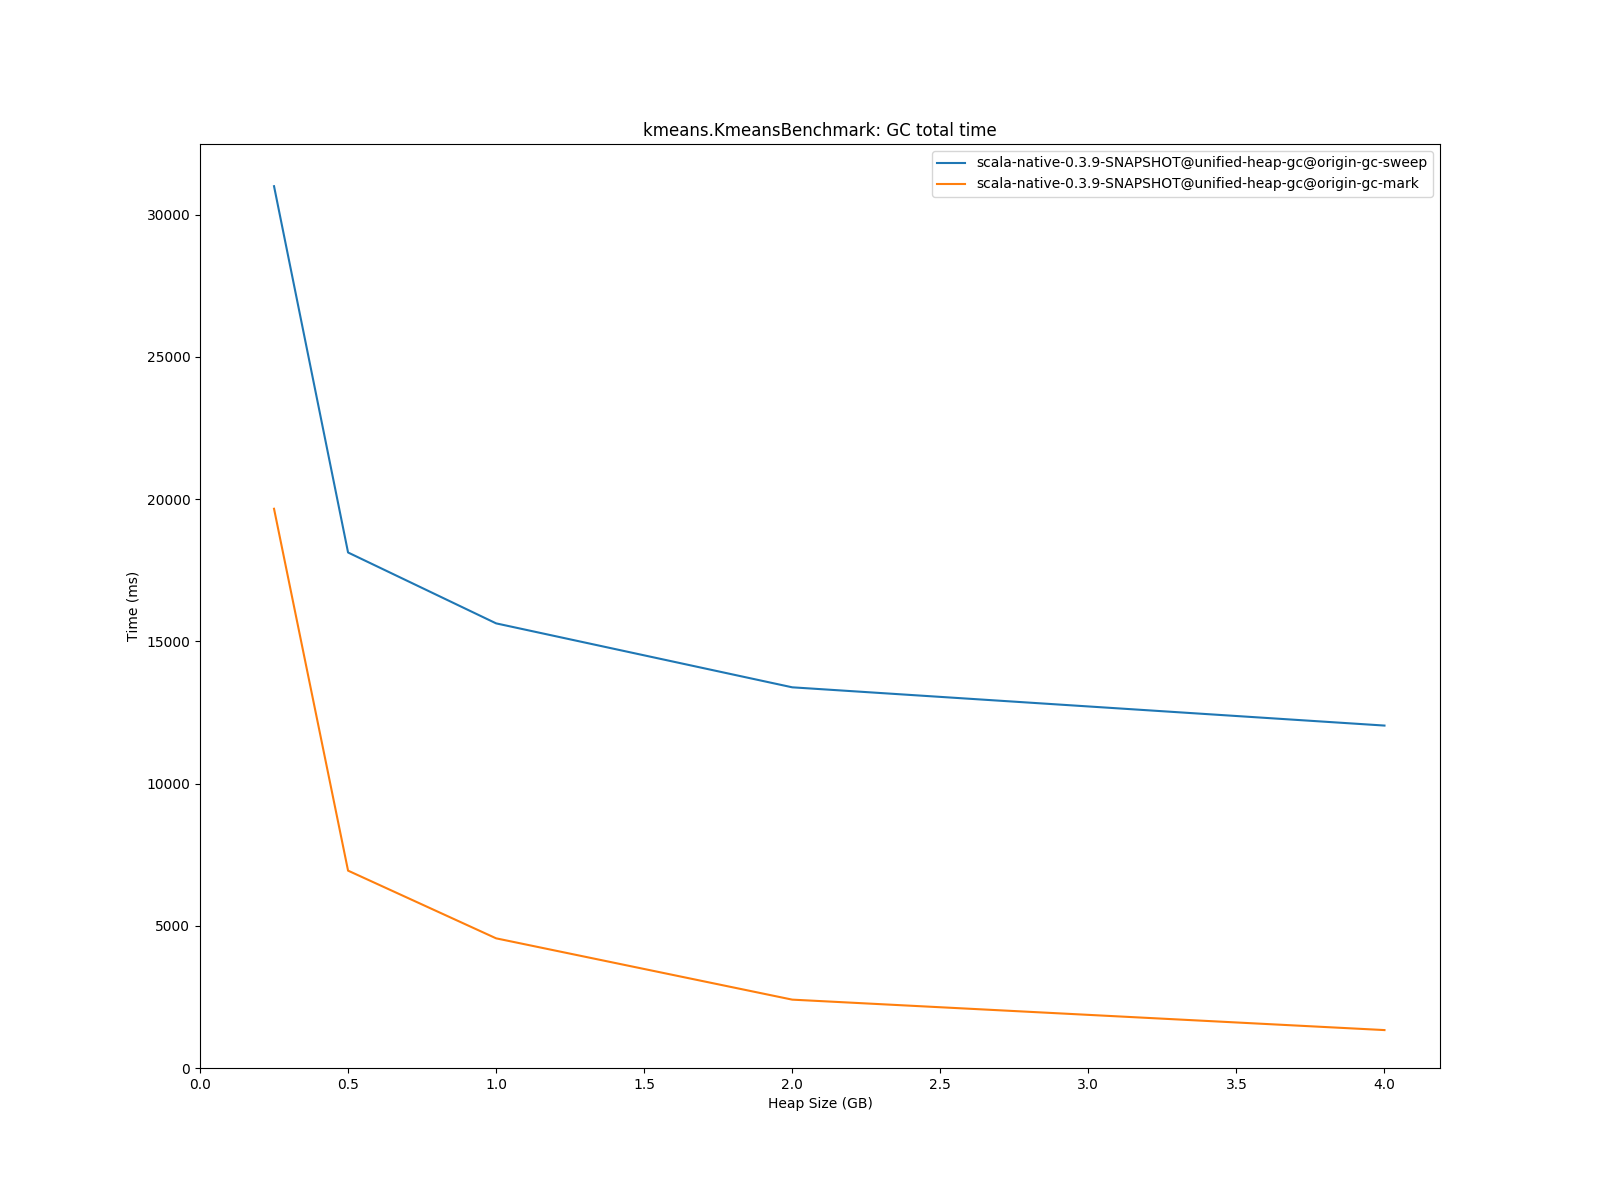 kmeans.KmeansBenchmark: GC total time
scala-native-0.3.9-SNAPSHOT@unified-heap-gc@origin-gc-sweep
scala-native-0.3.9-SNAPSHOT@unified-heap-gc@origin-gc-mark
30000
25000
20000
15000
10000
5000
0
Time (ms)
0.0 0.5 1.0 1.5 2.0 2.5 3.0 3.5 4.0
Heap Size (GB)